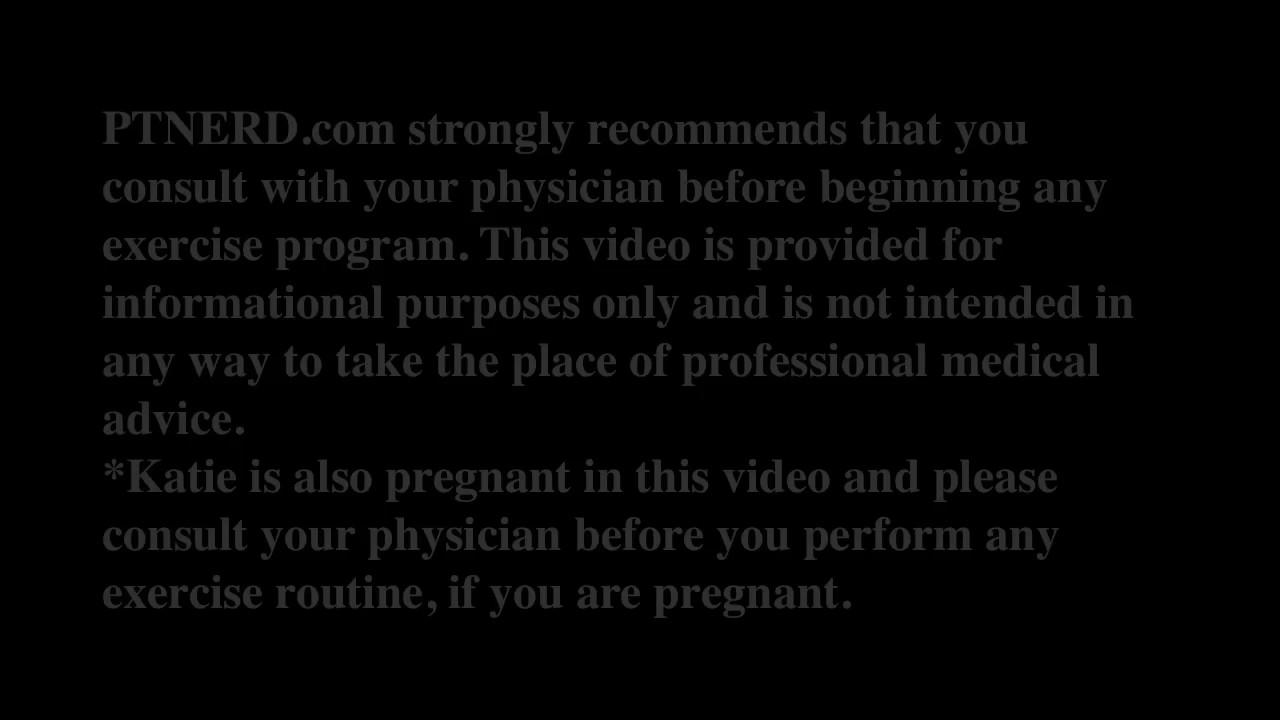 PTNERD.com strongly recommends that you
consult with your physician before beginning any
exercise program. This video is provided for
informational purposes only and is not intended in
any way to take the place of professional medical
advice.
*Katie is also pregnant in this video and please
consult your physician before you perform any
exercise routine, if you are pregnant.